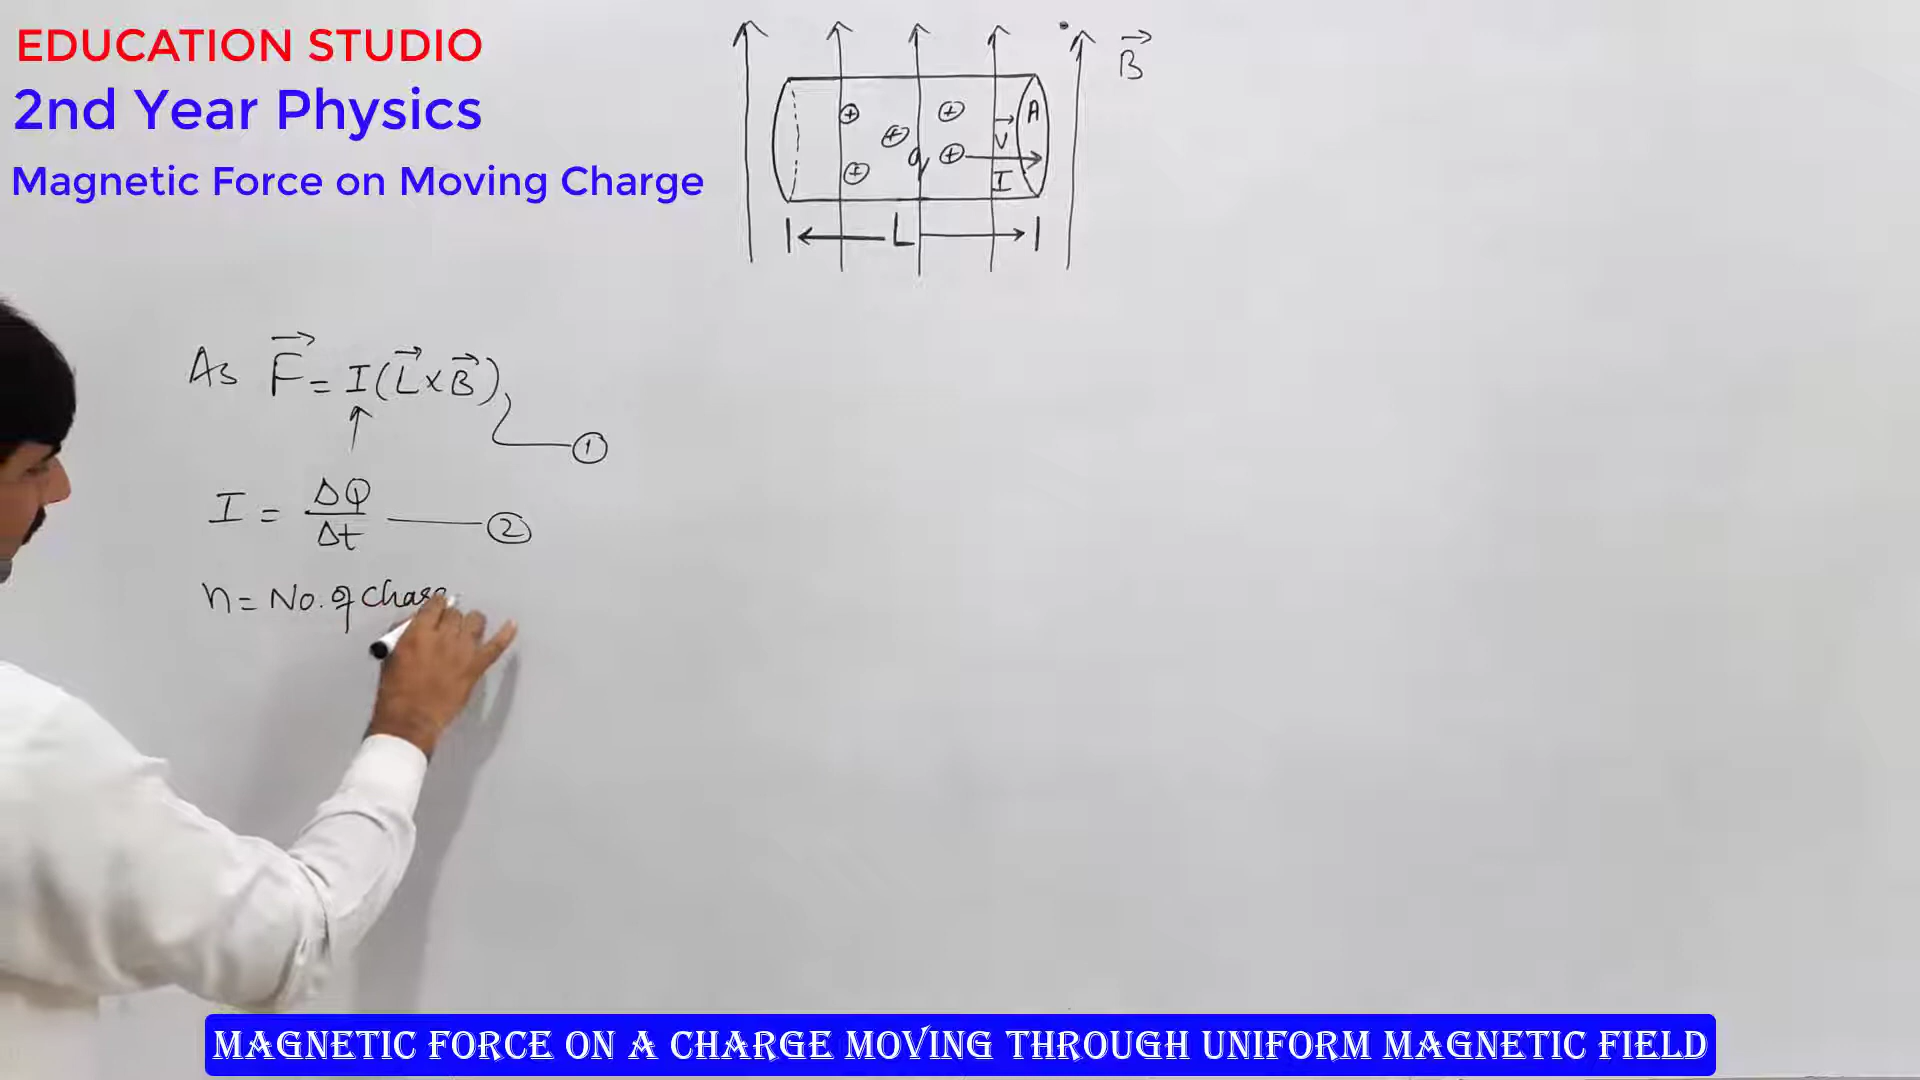 EDUCATION STUDIO
2nd Year Physics
Magnetic Force on Moving Charge
B⃗
A
V⃗
q
I
L
As F⃗ = I(L⃗ × B⃗)
1
I = ΔQ/Δt —— 2
n = No. of Charg
MAGNETIC FORCE ON A CHARGE MOVING THROUGH UNIFORM MAGNETIC FIELD